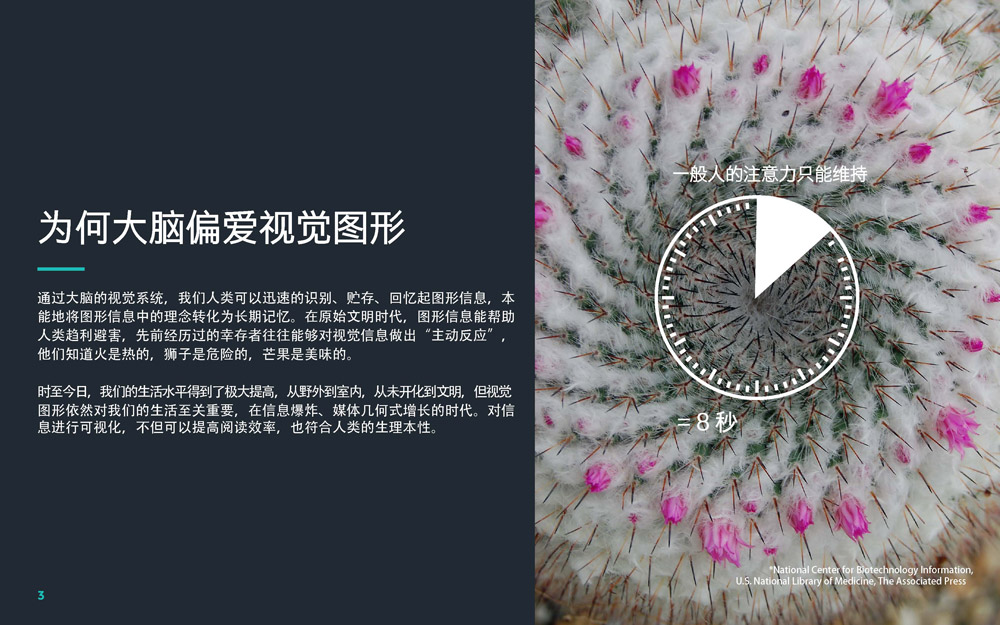 为何大脑偏爱视觉图形
通过大脑的视觉系统，我们人类可以迅速的识别、贮存、回忆起图形信息，本
能地将图形信息中的理念转化为长期记忆。在原始文明时代，图形信息能帮助
人类趋利避害，先前经历过的幸存者往往能够对视觉信息做出“主动反应”，
他们知道火是热的，狮子是危险的，芒果是美味的。
时至今日，我们的生活水平得到了极大提高，从野外到室内，从未开化到文明，但视觉
图形依然对我们的生活至关重要，在信息爆炸、媒体几何式增长的时代。对信
息进行可视化，不但可以提高阅读效率，也符合人类的生理本性。
3
一般人的注意力只能维持
= 8 秒
*National Center for Biotechnology Information,
U.S. National Library of Medicine, The Associated Press